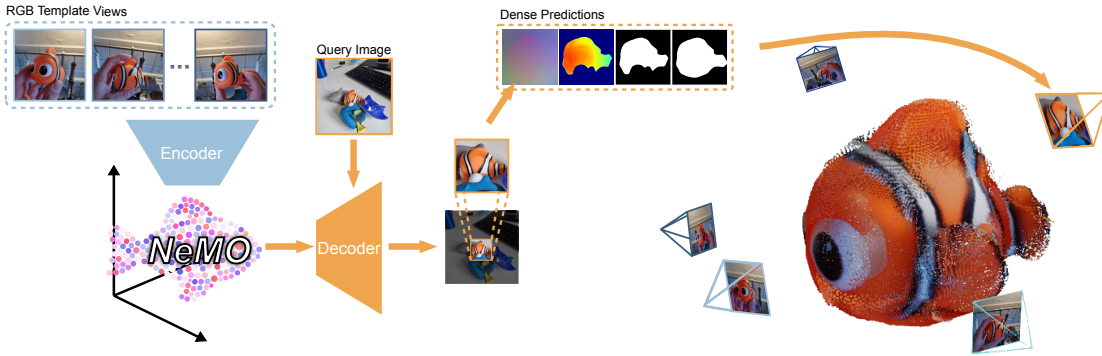 RGB Template Views
Encoder
NeMO
Query Image
Decoder
Dense Predictions